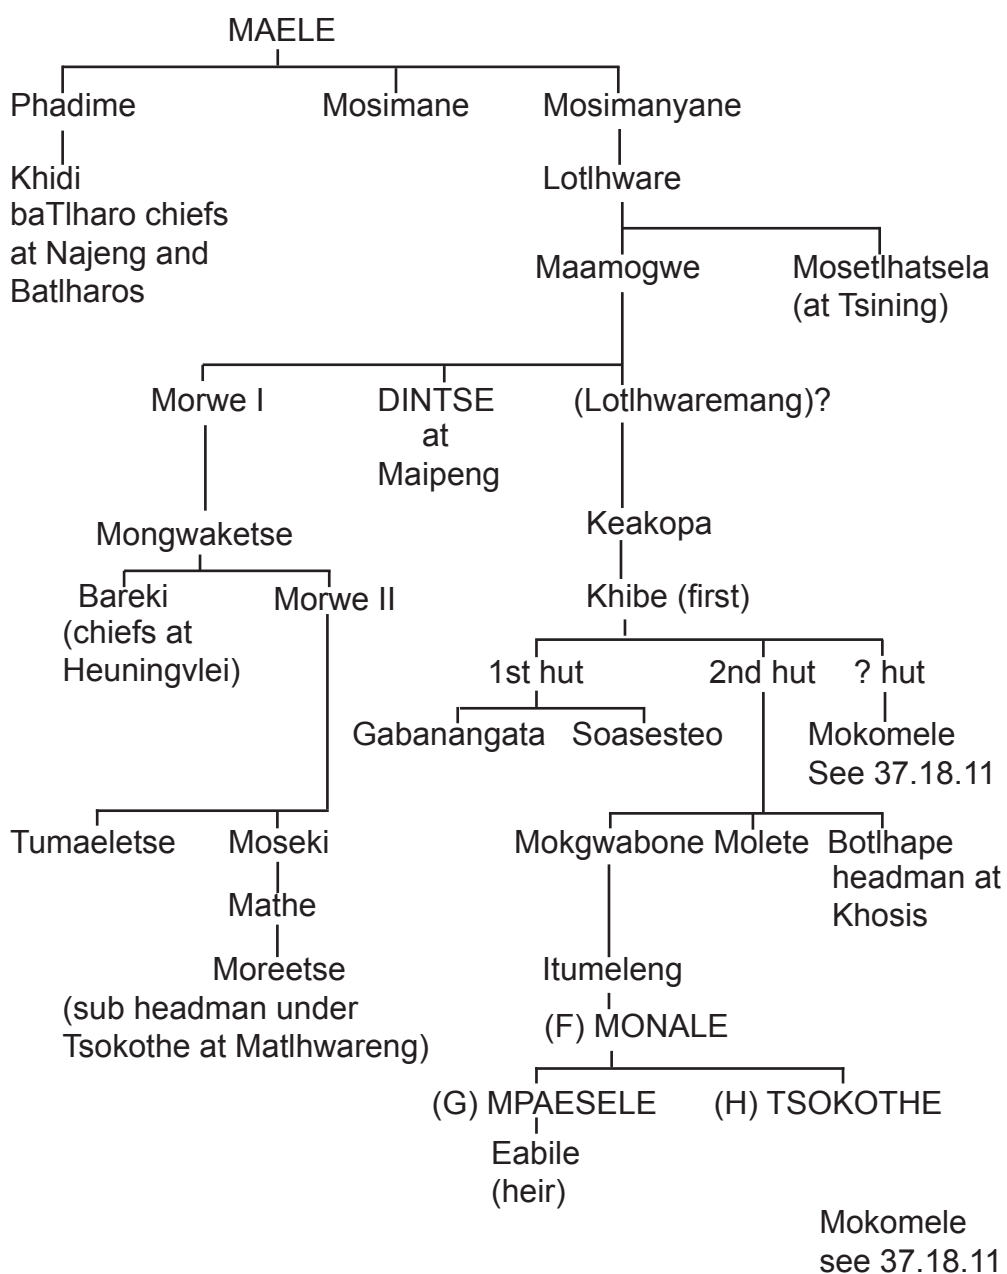 MAELE
Phadime
Mosimane
Mosimanyane
Khidi
baTlharo chiefs
at Najeng and
Batlharos
Lotlhware
Maamogwe
Mosetlhatsela
(at Tsining)
Morwe I
DINTSE
at
Maipeng
(Lotlhwaremang)?
Mongwaketse
Keakopa
Bareki
(chiefs at
Heuningvlei)
Morwe II
Khibe (first)
1st hut
2nd hut
? hut
Gabanangata
Soasesteo
Mokomele
See 37.18.11
Tumaeletse
Moseki
Mokgwabone
Molete
Botlhape
headman at
Khosis
Mathe
Moreetse
(sub headman under
Tsokothe at Matlhwareng)
Itumeleng
(F) MONALE
(G) MPAESELE
(H) TSOKOTHE
Eabile
(heir)
Mokomele
see 37.18.11